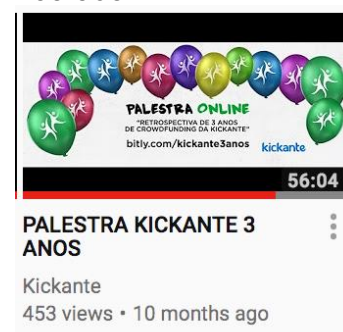 PALESTRA ONLINE
"RETROSPECTIVA DE 3 ANOS
DE CROWDFUNDING DA KICKANTE"
bitly.com/kickante3anos
kickante
56:04
PALESTRA KICKANTE 3
ANOS
Kickante
453 views • 10 months ago